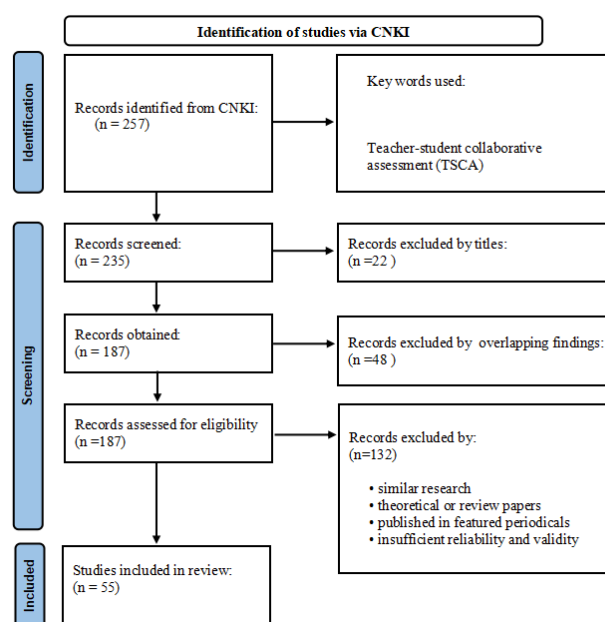 Identification of studies via CNKI
Identification
Records identified from CNKI:
(n = 257)
Key words used:
Teacher-student collaborative
assessment (TSCA)
Screening
Records screened:
(n = 235)
Records excluded by titles:
(n =22 )
Records obtained:
(n = 187)
Records excluded by overlapping findings:
(n =48 )
Records assessed for eligibility
(n =187)
Records excluded by:
(n=132)
• similar research
• theoretical or review papers
• published in featured periodicals
• insufficient reliability and validity
Included
Studies included in review:
(n = 55)